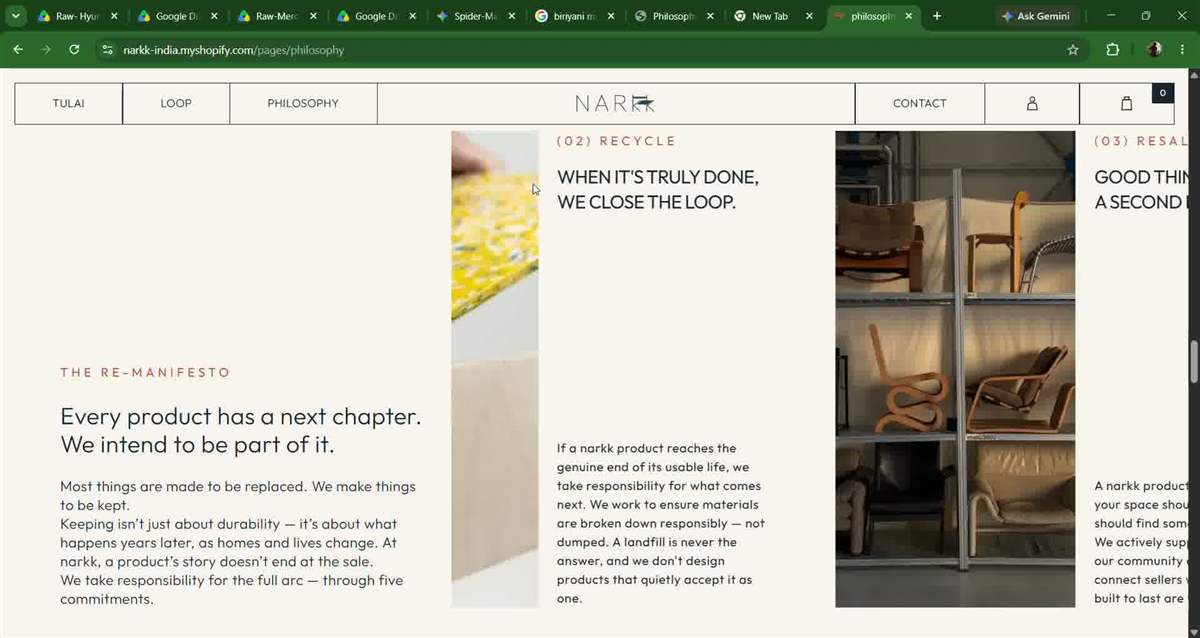 Raw- Hyu
Google D
Raw-Merc
Google D
Spider-Ma
biriyani m
Philosoph
New Tab
philosoph
Ask Gemini
narkk-india.myshopify.com/pages/philosophy
TULAI
LOOP
PHILOSOPHY
NARKK
CONTACT
0
THE RE-MANIFESTO
Every product has a next chapter.
We intend to be part of it.
Most things are made to be replaced. We make things
to be kept.
Keeping isn't just about durability — it's about what
happens years later, as homes and lives change. At
narkk, a product's story doesn't end at the sale.
We take responsibility for the full arc — through five
commitments.
(02) RECYCLE
WHEN IT'S TRULY DONE,
WE CLOSE THE LOOP.
If a narkk product reaches the
genuine end of its usable life, we
take responsibility for what comes
next. We work to ensure materials
are broken down responsibly — not
dumped. A landfill is never the
answer, and we don't design
products that quietly accept it as
one.
(03) RESAL
GOOD THIN
A SECOND
A narkk product
your space shou
should find som
We actively supp
our community
connect sellers
built to last are